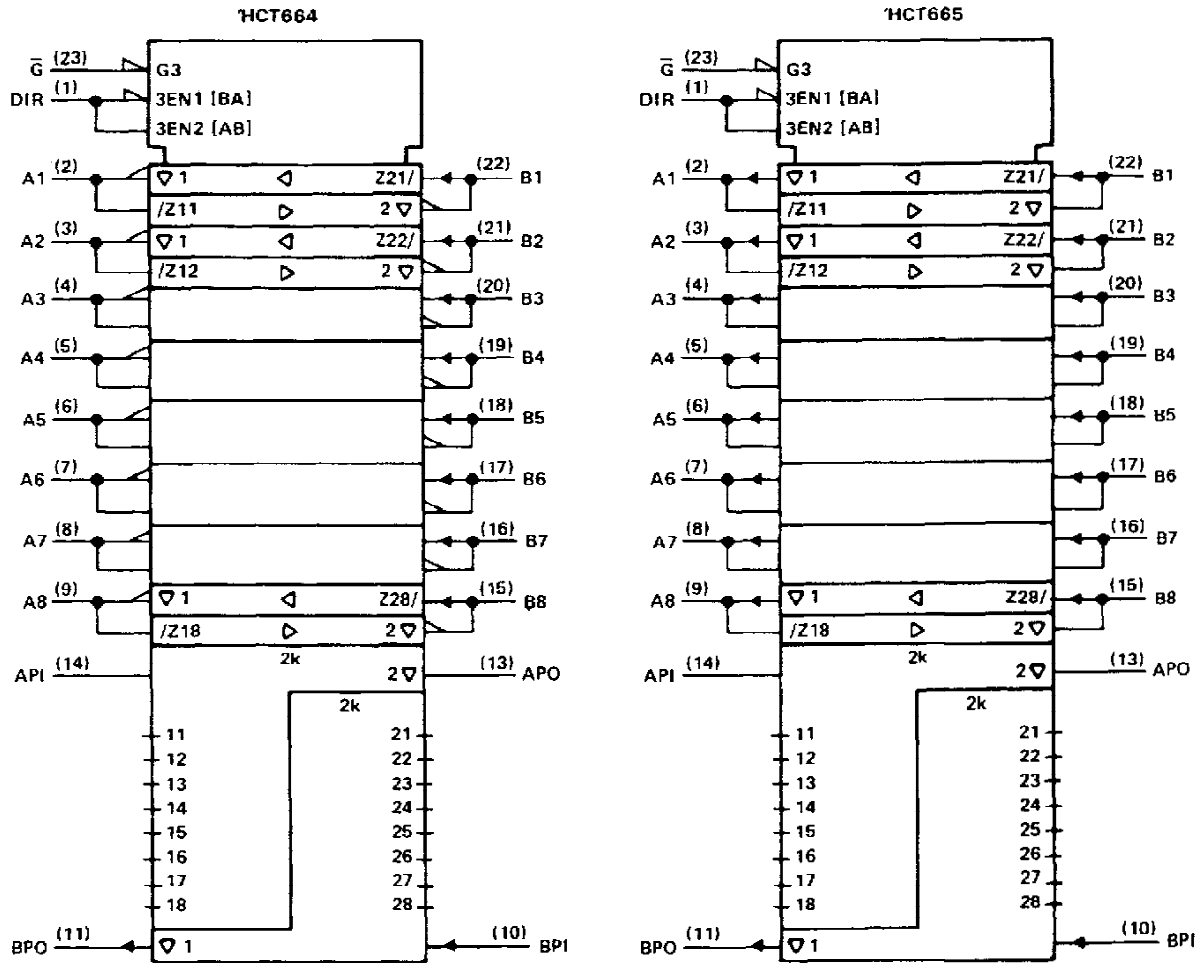 'HCT664
G (23) G3
DIR (1) 3EN1 [BA]
3EN2 [AB]
A1 (2) ▽ 1 ◁ Z21/ (22) B1
/Z11 ▷ 2 ▽
A2 (3) ▽ 1 ◁ Z22/ (21) B2
/Z12 ▷ 2 ▽
A3 (4) (20) B3
A4 (5) (19) B4
A5 (6) (18) B5
A6 (7) (17) B6
A7 (8) (16) B7
A8 (9) ▽ 1 ◁ Z28/ (15) B8
/Z18 ▷ 2 ▽
2k
API (14) 2 ▽ (13) APO
2k
11 21
12 22
13 23
14 24
15 25
16 26
17 27
18 28
BPO (11) ▽ 1 (10) BPI
'HCT665
G (23) G3
DIR (1) 3EN1 [BA]
3EN2 [AB]
A1 (2) ▽ 1 ◁ Z21/ (22) B1
/Z11 ▷ 2 ▽
A2 (3) ▽ 1 ◁ Z22/ (21) B2
/Z12 ▷ 2 ▽
A3 (4) (20) B3
A4 (5) (19) B4
A5 (6) (18) B5
A6 (7) (17) B6
A7 (8) (16) B7
A8 (9) ▽ 1 ◁ Z28/ (15) B8
/Z18 ▷ 2 ▽
2k
API (14) 2 ▽ (13) APO
2k
11 21
12 22
13 23
14 24
15 25
16 26
17 27
18 28
BPO (11) ▽ 1 (10) BPI